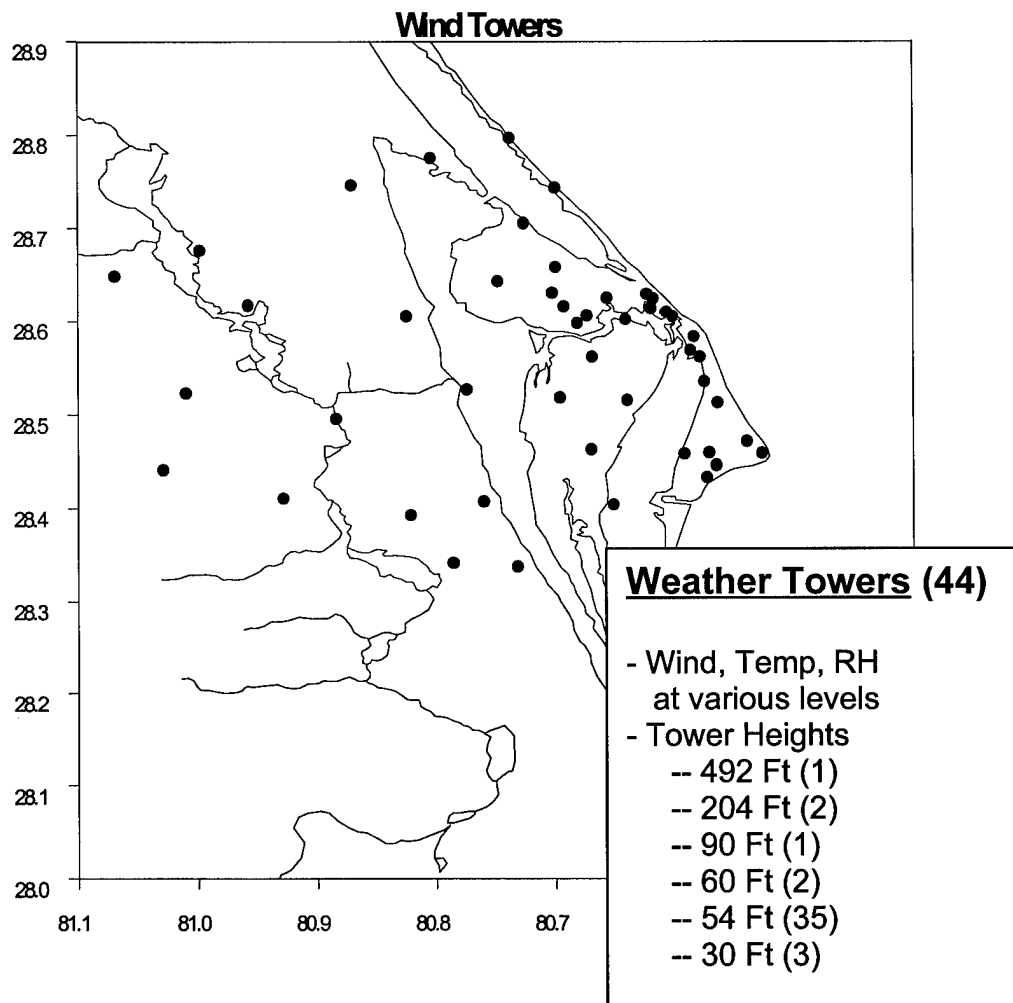 Wind Towers
28.9
28.8
28.7
28.6
28.5
28.4
28.3
28.2
28.1
28.0
81.1 81.0 80.9 80.8 80.7
Weather Towers (44)
- Wind, Temp, RH
at various levels
- Tower Heights
-- 492 Ft (1)
-- 204 Ft (2)
-- 90 Ft (1)
-- 60 Ft (2)
-- 54 Ft (35)
-- 30 Ft (3)